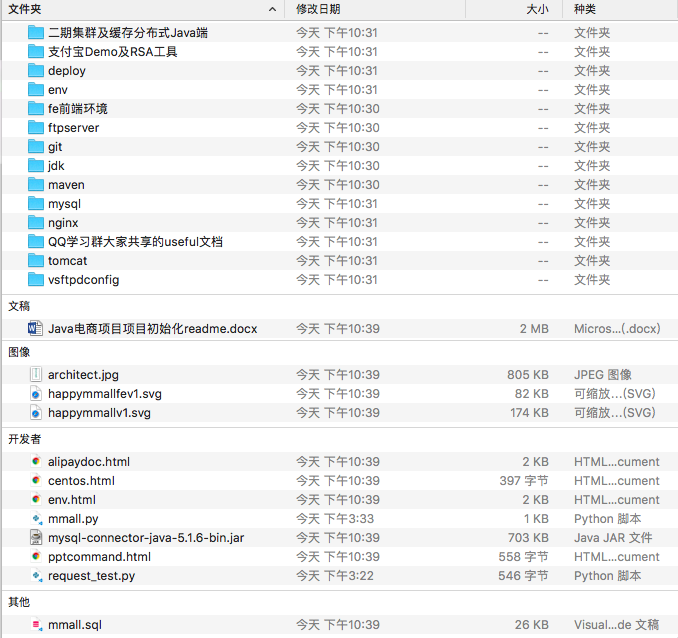 文件夹 修改日期 大小 种类
二期集群及缓存分布式Java端 今天 下午10:31 -- 文件夹
支付宝Demo及RSA工具 今天 下午10:31 -- 文件夹
deploy 今天 下午10:31 -- 文件夹
env 今天 下午10:31 -- 文件夹
fe前端环境 今天 下午10:30 -- 文件夹
ftpserver 今天 下午10:30 -- 文件夹
git 今天 下午10:31 -- 文件夹
jdk 今天 下午10:30 -- 文件夹
maven 今天 下午10:30 -- 文件夹
mysql 今天 下午10:31 -- 文件夹
nginx 今天 下午10:31 -- 文件夹
QQ学习群大家共享的useful文档 今天 下午10:31 -- 文件夹
tomcat 今天 下午10:31 -- 文件夹
vsftpdconfig 今天 下午10:31 -- 文件夹
文稿
Java电商项目项目初始化readme.docx 今天 下午10:39 2 MB Micros...(.docx)
图像
architect.jpg 今天 下午10:39 805 KB JPEG 图像
happymmallfev1.svg 今天 下午10:39 82 KB 可缩放...(SVG)
happymmallv1.svg 今天 下午10:39 174 KB 可缩放...(SVG)
开发者
alipaydoc.html 今天 下午10:39 2 KB HTML...cument
centos.html 今天 下午10:39 397 字节 HTML...cument
env.html 今天 下午10:39 2 KB HTML...cument
mmall.py 今天 下午3:33 1 KB Python 脚本
mysql-connector-java-5.1.6-bin.jar 今天 下午10:39 703 KB Java JAR 文件
pptcommand.html 今天 下午10:39 558 字节 HTML...cument
request_test.py 今天 下午3:22 546 字节 Python 脚本
其他
mmall.sql 今天 下午10:39 26 KB Visual...de 文稿